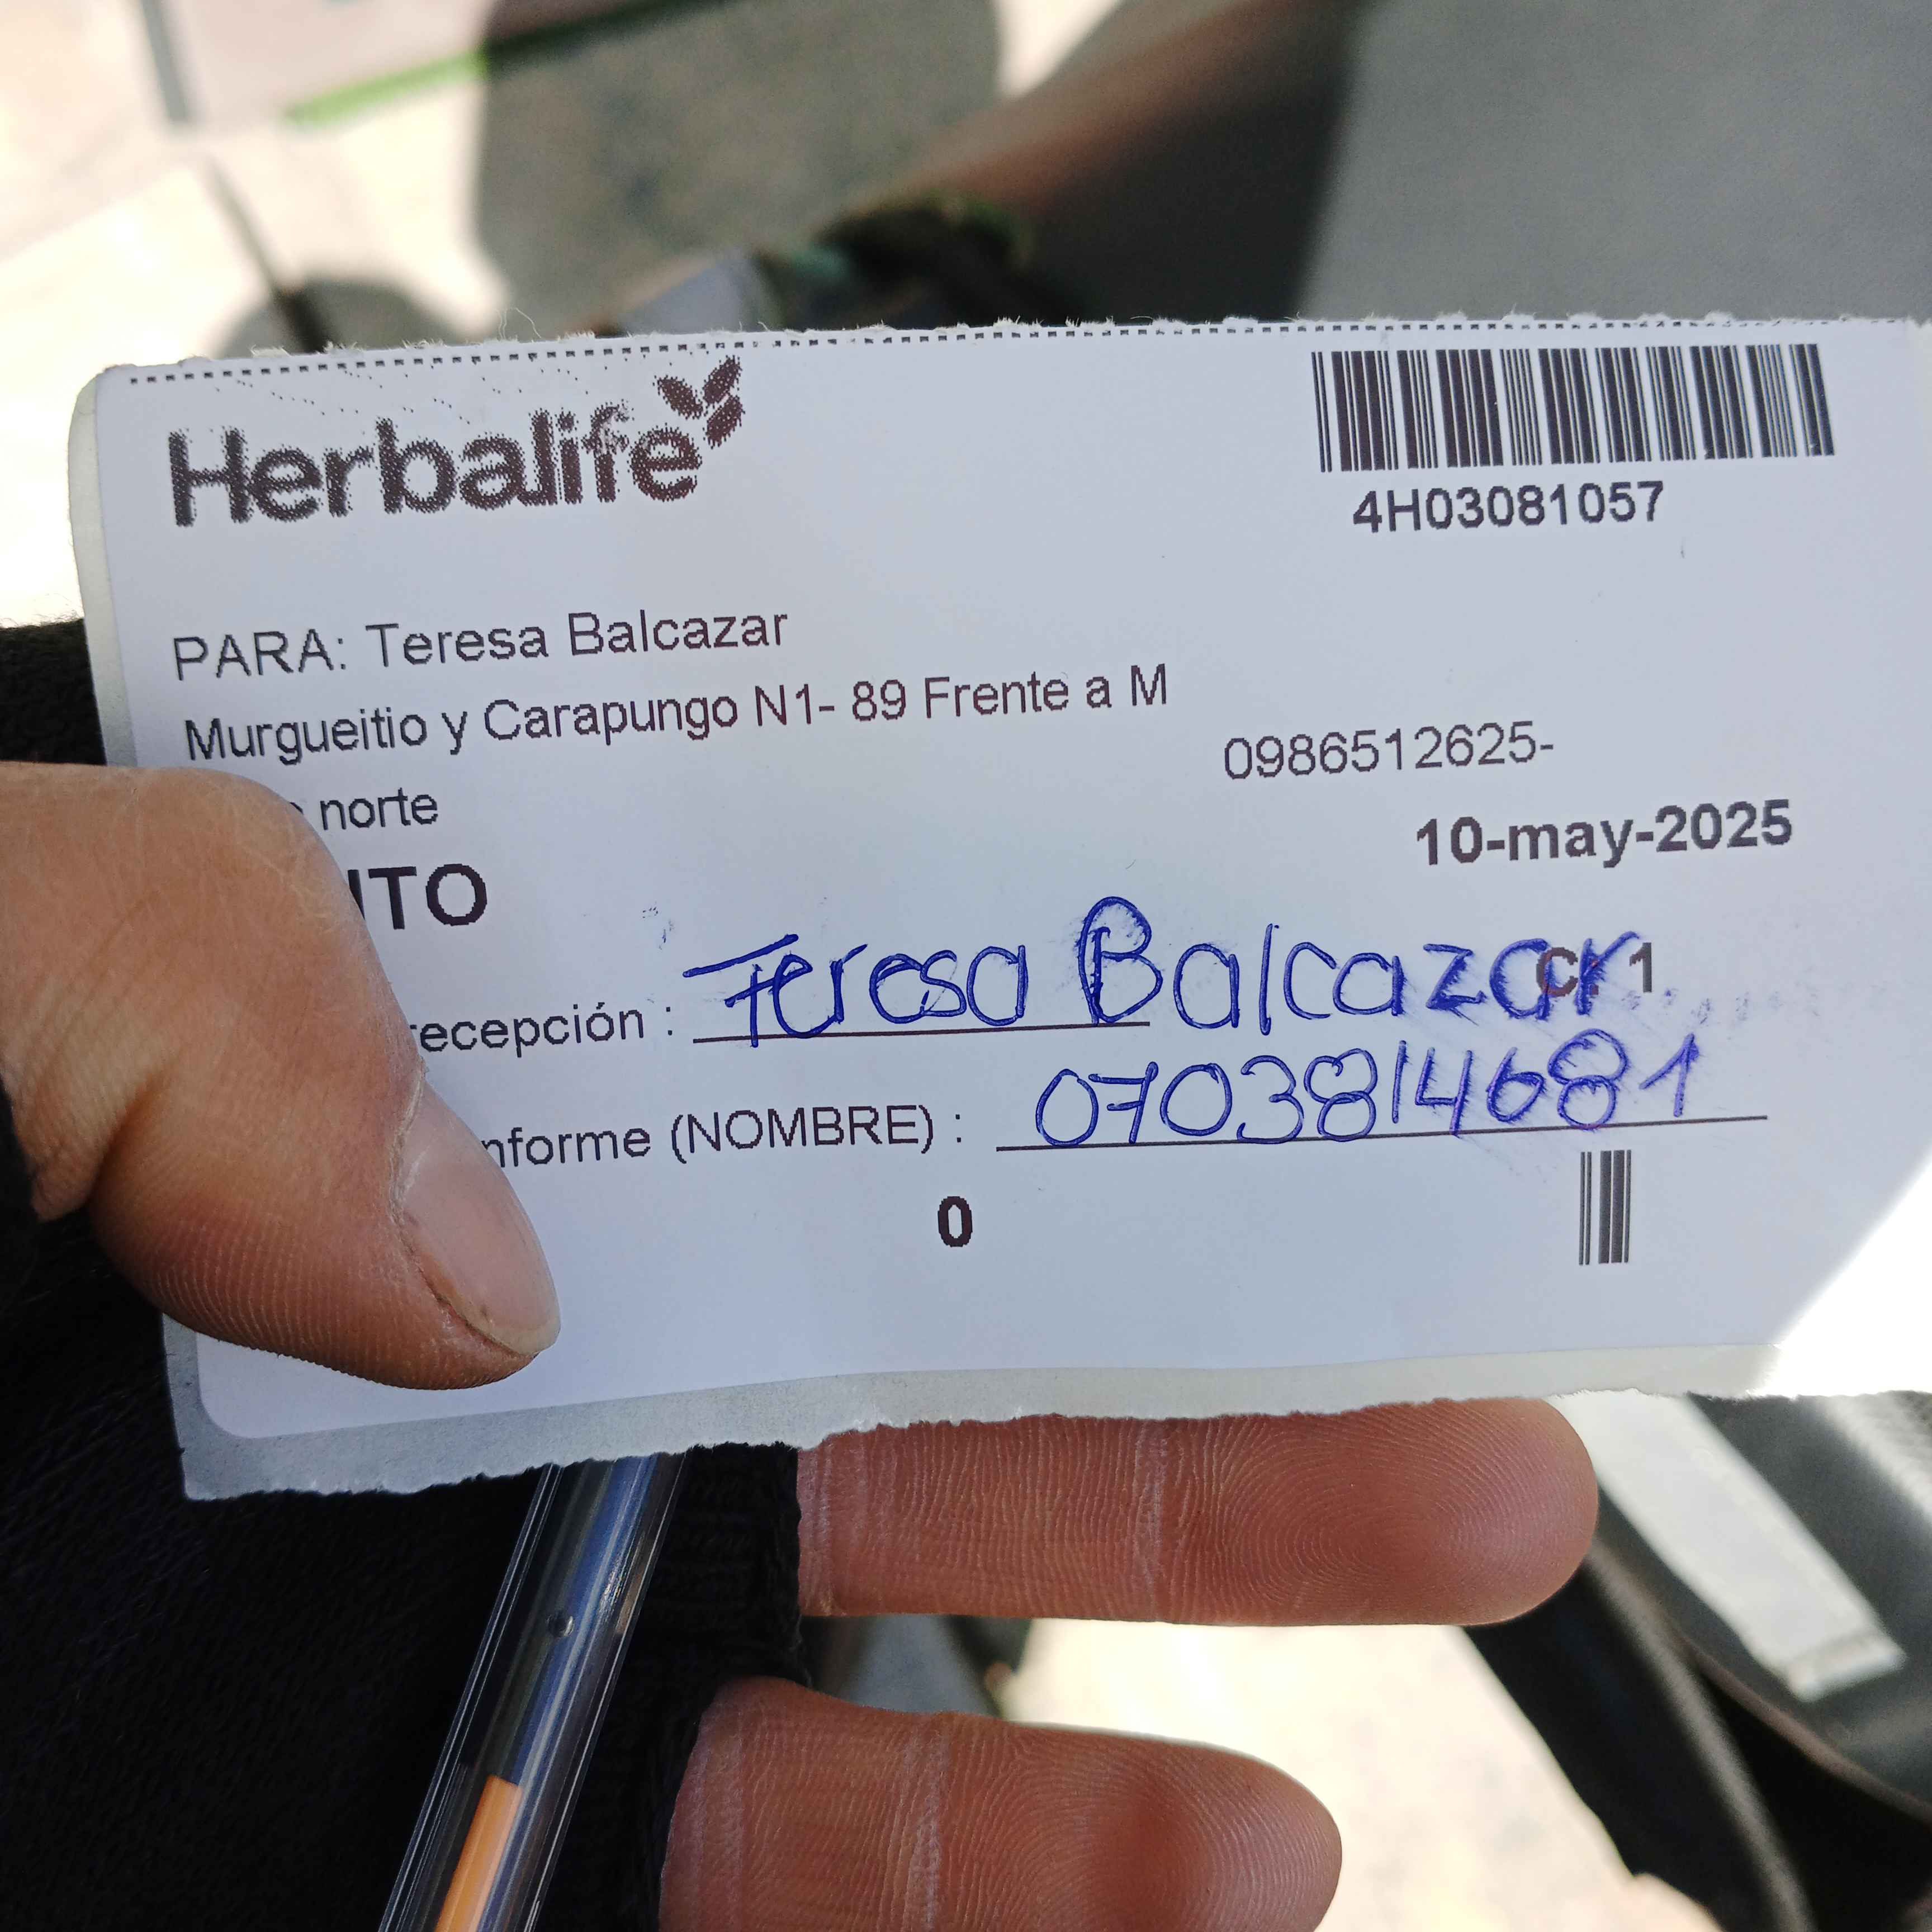 Herbalife
4H03081057
PARA: Teresa Balcazar
Murgueitio y Carapungo N1- 89 Frente a M
0986512625-
norte
10-may-2025
ITO
C: 1
ecepción : Teresa Balcazar
nforme (NOMBRE) : 0703814681
0